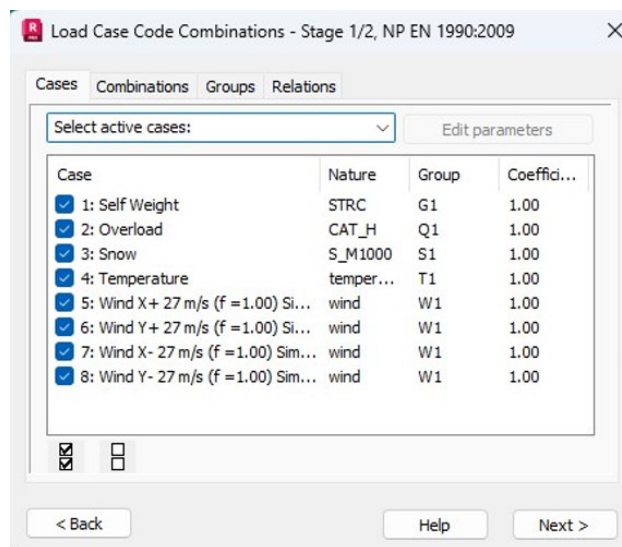 R
PRO
Load Case Code Combinations - Stage 1/2, NP EN 1990:2009
Cases Combinations Groups Relations
Select active cases: Edit parameters
Case Nature Group Coeffici...
1: Self Weight STRC G1 1.00
2: Overload CAT_H Q1 1.00
3: Snow S_M1000 S1 1.00
4: Temperature temper... T1 1.00
5: Wind X+ 27 m/s (f =1.00) Si... wind W1 1.00
6: Wind Y+ 27 m/s (f =1.00) Si... wind W1 1.00
7: Wind X- 27 m/s (f =1.00) Sim... wind W1 1.00
8: Wind Y- 27 m/s (f =1.00) Sim... wind W1 1.00
< Back Help Next >